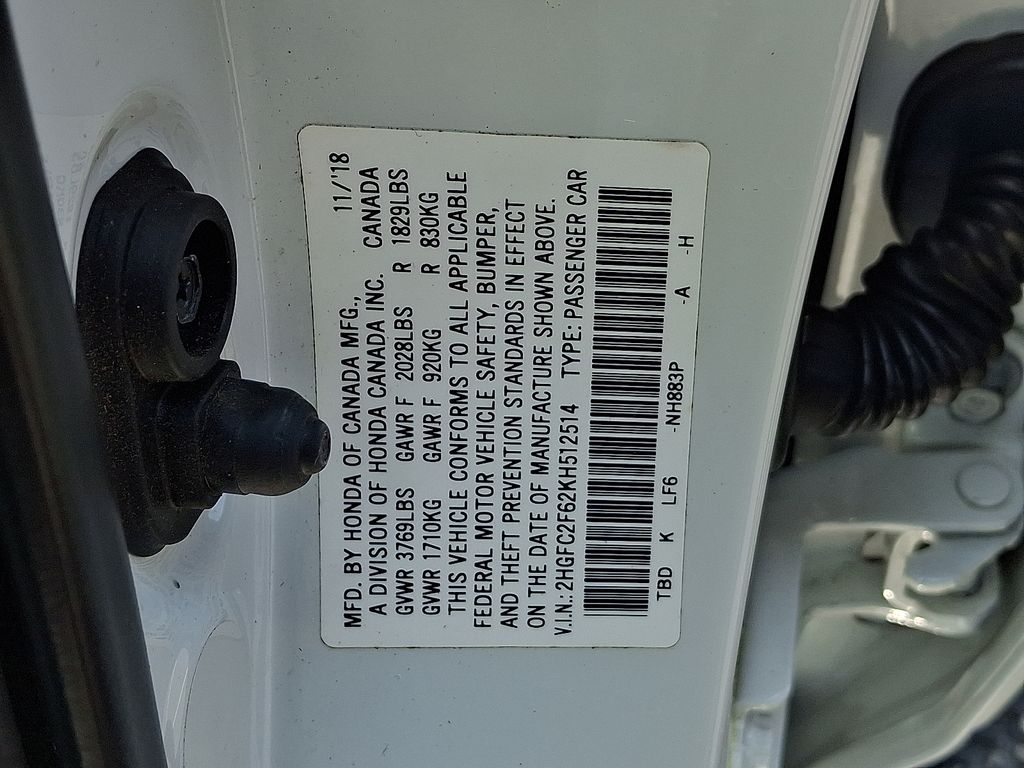 MFD. BY HONDA OF CANADA MFG., 11/'18
A DIVISION OF HONDA CANADA INC. CANADA
GVWR 3769LBS GAWR F 2028LBS R 1829LBS
GVWR 1710KG GAWR F 920KG R 830KG
THIS VEHICLE CONFORMS TO ALL APPLICABLE
FEDERAL MOTOR VEHICLE SAFETY, BUMPER,
AND THEFT PREVENTION STANDARDS IN EFFECT
ON THE DATE OF MANUFACTURE SHOWN ABOVE.
V.I.N.: 2HGFC2F62KH512514 TYPE: PASSENGER CAR
TBD K LF6 -NH883P -A -H